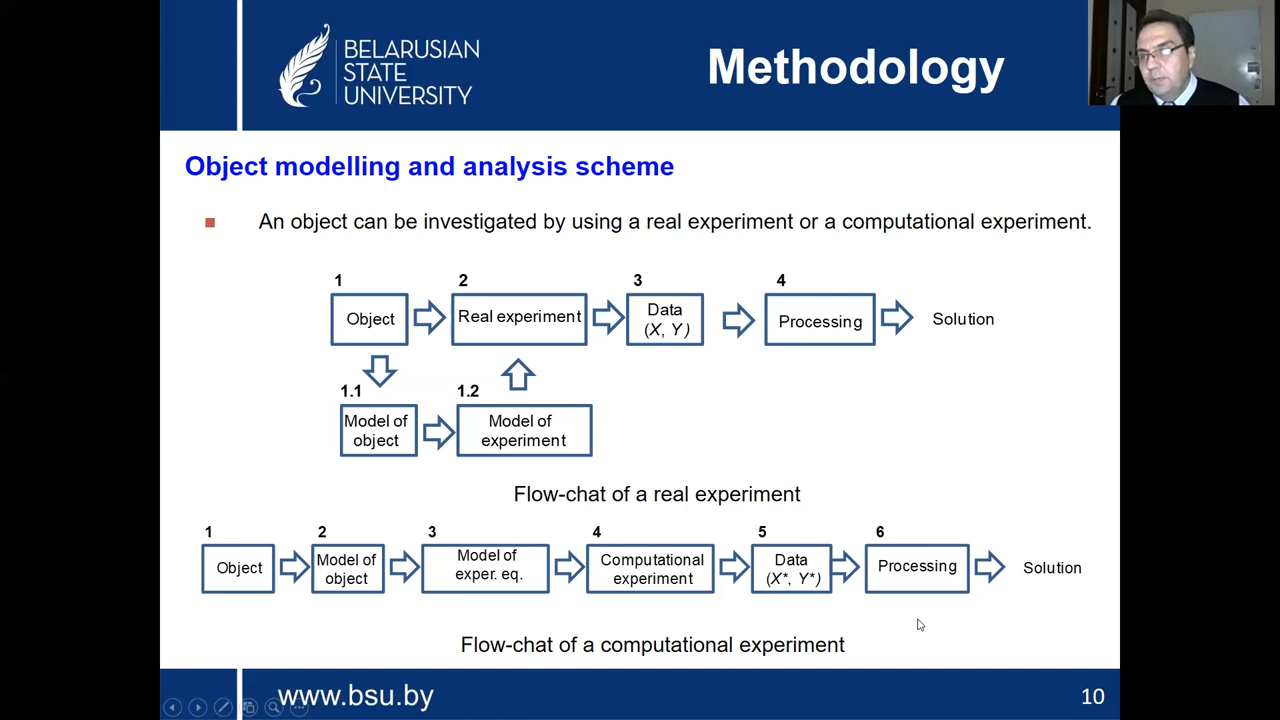 BELARUSIAN
STATE
UNIVERSITY
Methodology
Object modelling and analysis scheme
An object can be investigated by using a real experiment or a computational experiment.
1 2 3 4
Object Real experiment Data (X, Y) Processing Solution
1.1 1.2
Model of object Model of experiment
Flow-chat of a real experiment
1 2 3 4 5 6
Object Model of object Model of exper. eq. Computational experiment Data (X*, Y*) Processing Solution
Flow-chat of a computational experiment
www.bsu.by 10